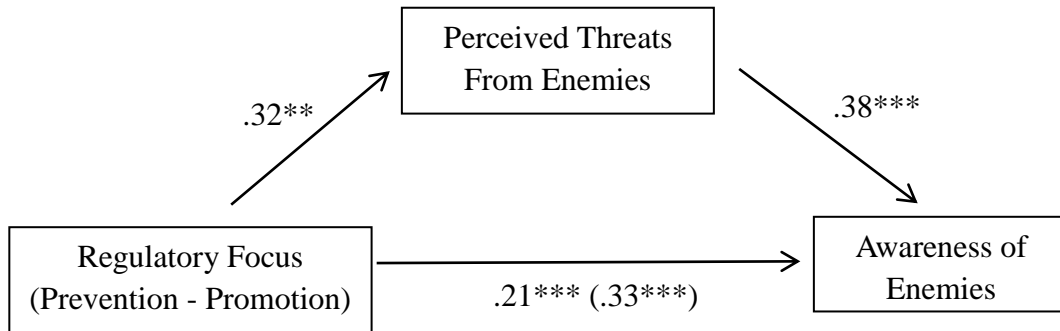 Perceived Threats
From Enemies
.32**
.38***
Regulatory Focus
(Prevention - Promotion)
.21*** (.33***)
Awareness of
Enemies